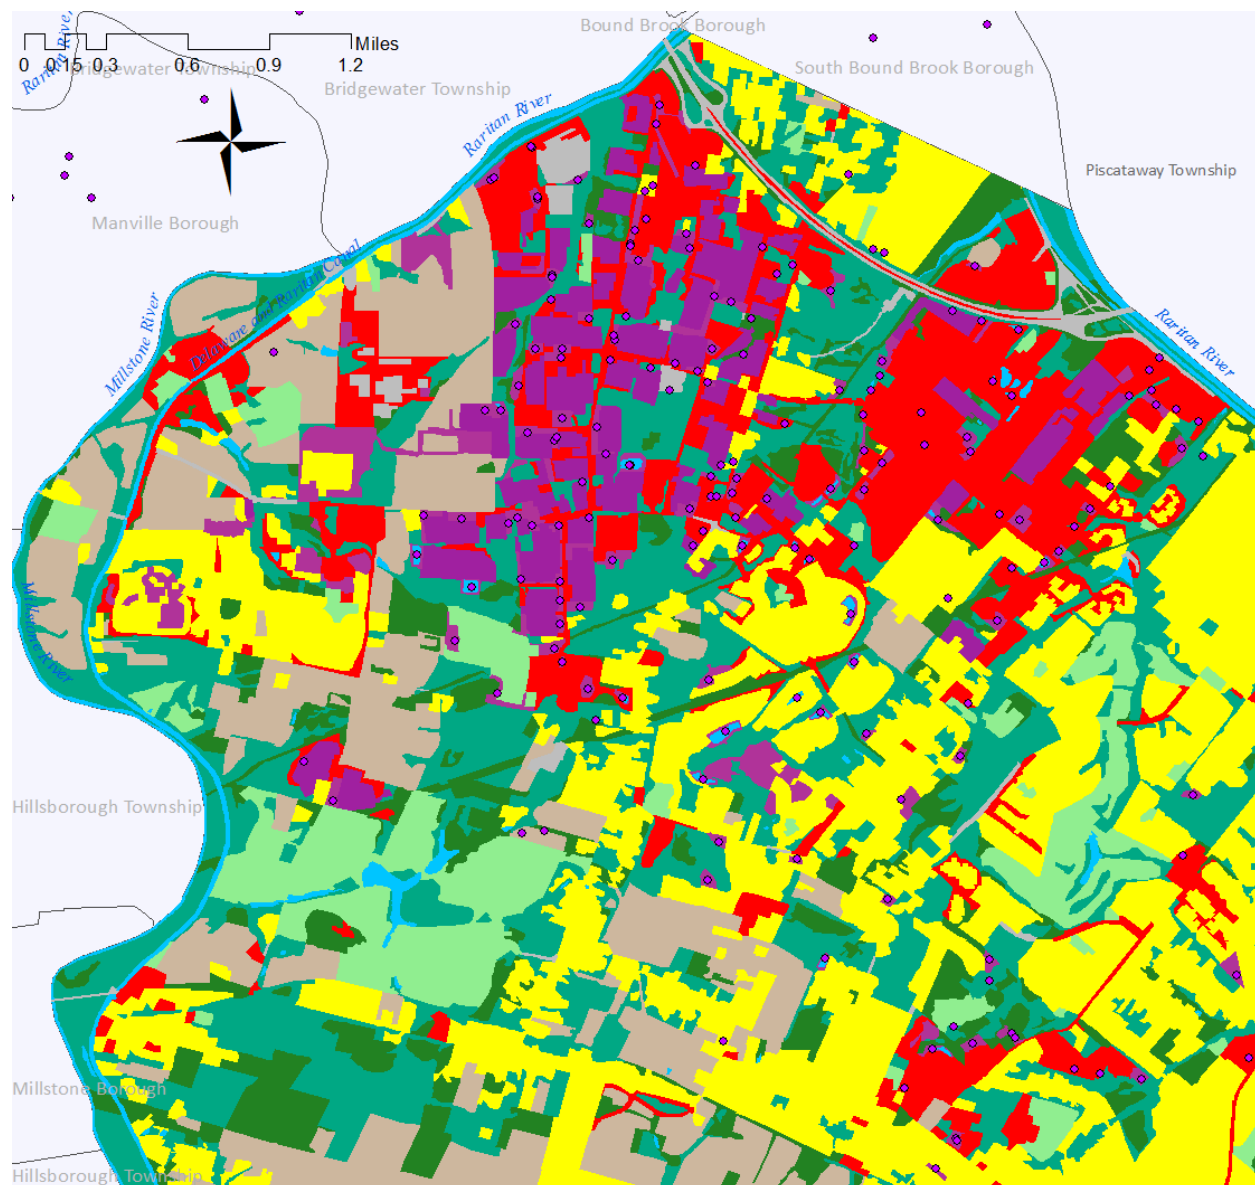 Bound Brook Borough
Miles
0 0.15 0.3 0.6 0.9 1.2
Raritan River
Bridgewater Township
South Bound Brook Borough
Bridgewater Township
Raritan River
Piscataway Township
Manville Borough
Delaware and Raritan Canal
Millstone River
Raritan River
Millstone River
Hillsborough Township
Millstone Borough
Hillsborough Township